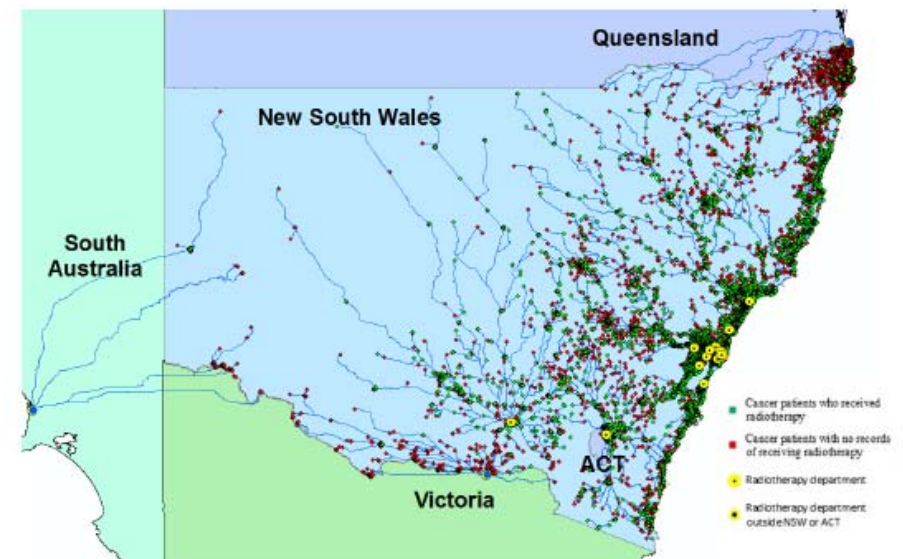 Queensland
New South Wales
South
Australia
ACT
Victoria
Cancer patients who received
radiotherapy
Cancer patients with no records
of receiving radiotherapy
Radiotherapy department
Radiotherapy department
outside NSW or ACT